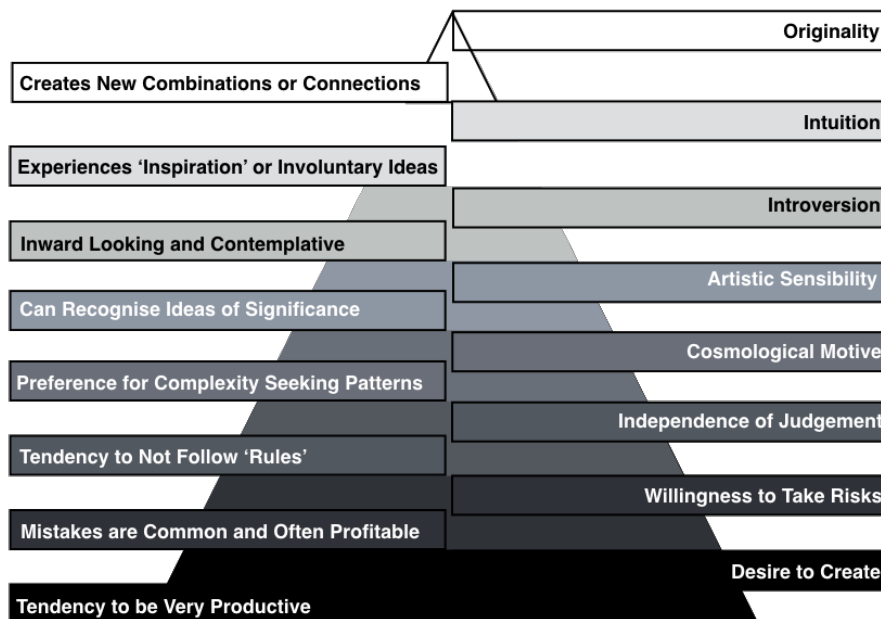 Originality
Creates New Combinations or Connections
Intuition
Experiences ‘Inspiration’ or Involuntary Ideas
Introversion
Inward Looking and Contemplative
Artistic Sensibility
Can Recognise Ideas of Significance
Cosmological Motive
Preference for Complexity Seeking Patterns
Independence of Judgement
Tendency to Not Follow ‘Rules’
Willingness to Take Risks
Mistakes are Common and Often Profitable
Desire to Create
Tendency to be Very Productive